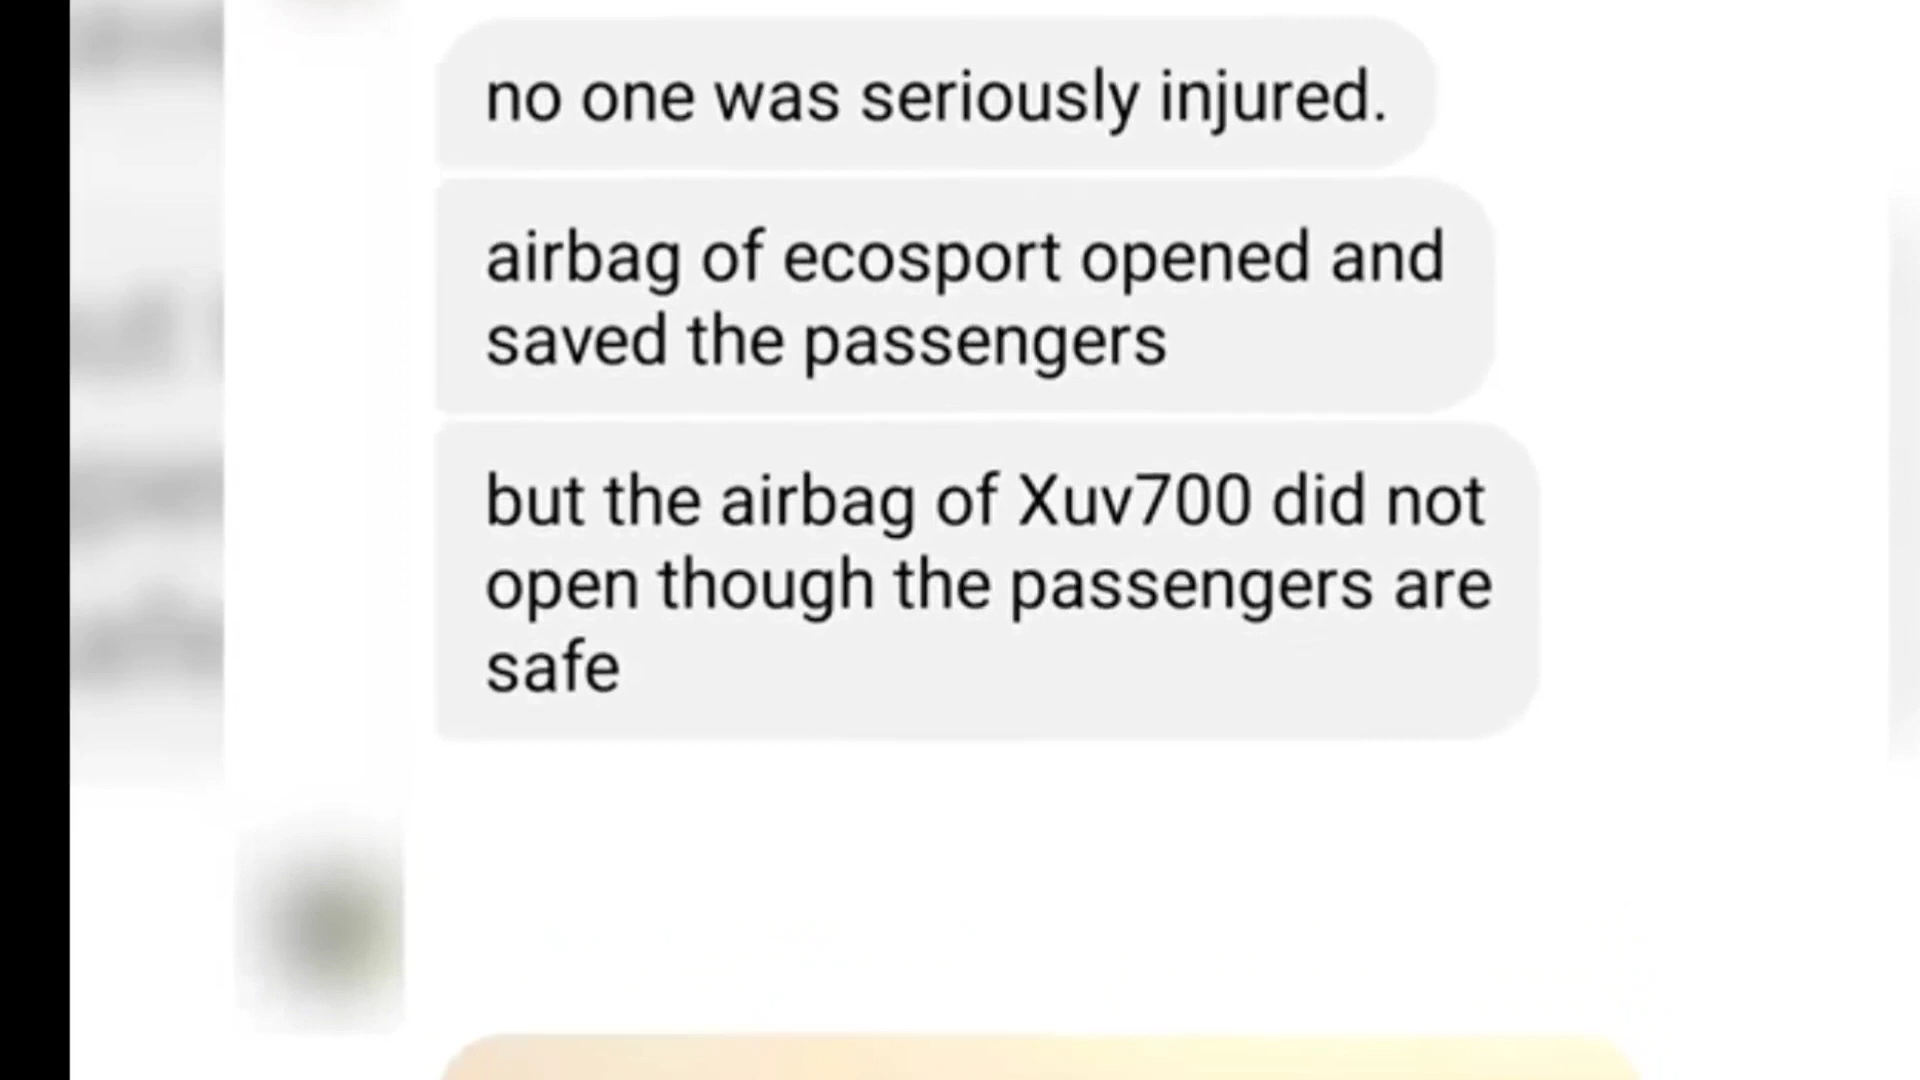 no one was seriously injured.
airbag of ecosport opened and
saved the passengers
but the airbag of Xuv700 did not
open though the passengers are
safe